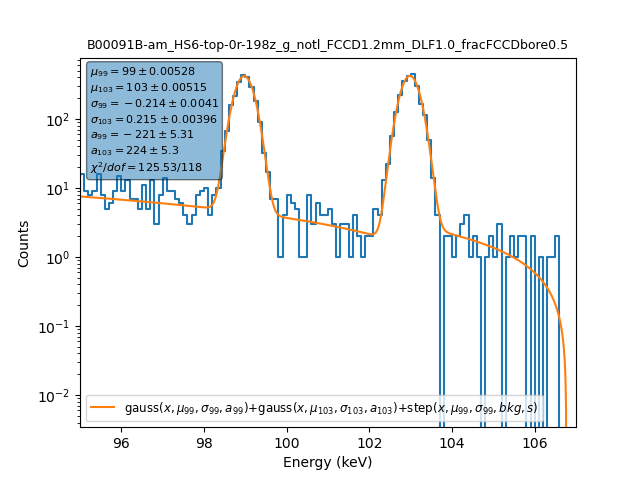 B00091B-am_HS6-top-0r-198z_g_notl_FCCD1.2mm_DLF1.0_fracFCCDbore0.5
μ₉₉ = 99 ± 0.00528
μ₁₀₃ = 103 ± 0.00515
σ₉₉ = −0.214 ± 0.0041
σ₁₀₃ = 0.215 ± 0.00396
a₉₉ = −221 ± 5.31
a₁₀₃ = 224 ± 5.3
χ²/dof = 125.53/118
10²
10¹
10⁰
10⁻¹
10⁻²
Counts
gauss(x, μ₉₉, σ₉₉, a₉₉)+gauss(x, μ₁₀₃, σ₁₀₃, a₁₀₃)+step(x, μ₉₉, σ₉₉, bkg, s)
96 98 100 102 104 106
Energy (keV)